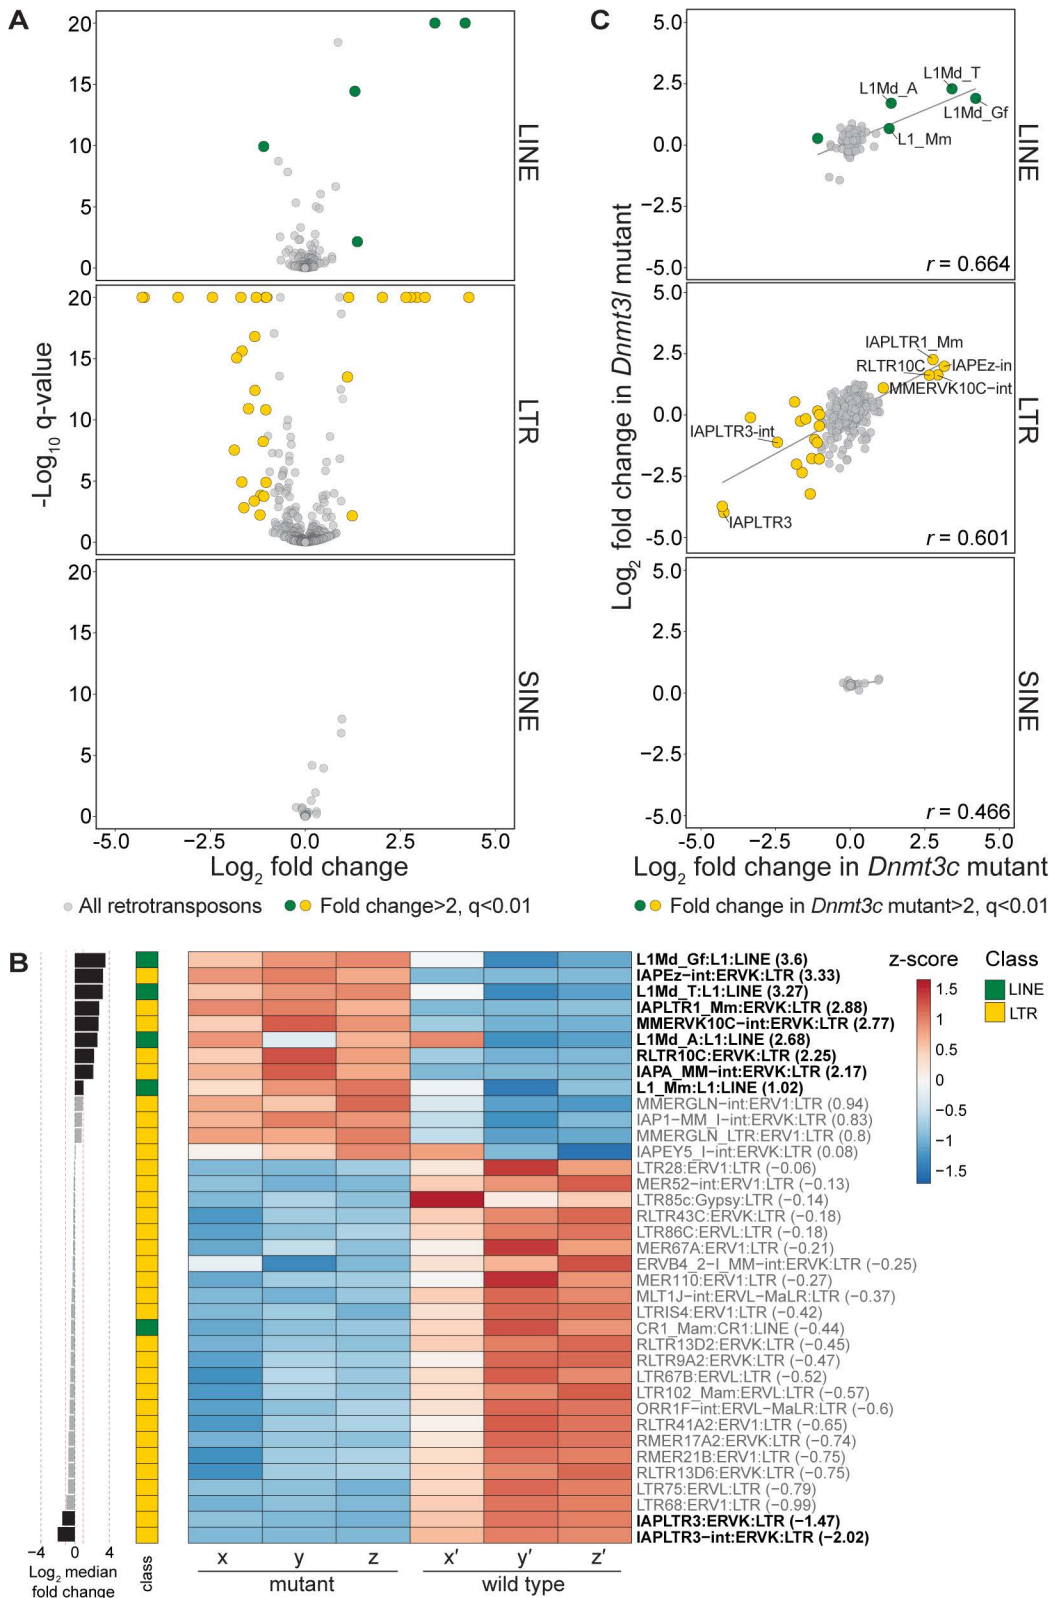 A
20
15
10
5
0
LINE
20
15
10
5
0
LTR
-Log10 q-value
20
15
10
5
0
SINE
−5.0 −2.5 0.0 2.5 5.0
Log2 fold change
All retrotransposons Fold change>2, q<0.01
C
5.0
2.5
0.0
−2.5
−5.0
L1Md_T
L1Md_A
L1Md_Gf
L1_Mm
r = 0.664
LINE
5.0
2.5
0.0
−2.5
−5.0
IAPLTR1_Mm
RLTR10C
IAPEz-in
MMERVK10C−int
IAPLTR3-int
IAPLTR3
r = 0.601
LTR
Log2 fold change in Dnmt3l mutant
5.0
2.5
0.0
−2.5
−5.0
r = 0.466
SINE
−5.0 −2.5 0.0 2.5 5.0
Log2 fold change in Dnmt3c mutant
Fold change in Dnmt3c mutant>2, q<0.01
B
L1Md_Gf:L1:LINE (3.6)
IAPEz−int:ERVK:LTR (3.33)
L1Md_T:L1:LINE (3.27)
IAPLTR1_Mm:ERVK:LTR (2.88)
MMERVK10C−int:ERVK:LTR (2.77)
L1Md_A:L1:LINE (2.68)
RLTR10C:ERVK:LTR (2.25)
IAPA_MM−int:ERVK:LTR (2.17)
L1_Mm:L1:LINE (1.02)
MMERGLN−int:ERV1:LTR (0.94)
IAP1−MM_I−int:ERVK:LTR (0.83)
MMERGLN_LTR:ERV1:LTR (0.8)
IAPEY5_I−int:ERVK:LTR (0.08)
LTR28:ERV1:LTR (−0.06)
MER52−int:ERV1:LTR (−0.13)
LTR85c:Gypsy:LTR (−0.14)
RLTR43C:ERVK:LTR (−0.18)
LTR86C:ERVL:LTR (−0.18)
MER67A:ERV1:LTR (−0.21)
ERVB4_2−I_MM−int:ERVK:LTR (−0.25)
MER110:ERV1:LTR (−0.27)
MLT1J−int:ERVL−MaLR:LTR (−0.37)
LTRIS4:ERV1:LTR (−0.42)
CR1_Mam:CR1:LINE (−0.44)
RLTR13D2:ERVK:LTR (−0.45)
RLTR9A2:ERVK:LTR (−0.47)
LTR67B:ERVL:LTR (−0.52)
LTR102_Mam:ERVL:LTR (−0.57)
ORR1F−int:ERVL−MaLR:LTR (−0.6)
RLTR41A2:ERV1:LTR (−0.65)
RMER17A2:ERVK:LTR (−0.74)
RMER21B:ERV1:LTR (−0.75)
RLTR13D6:ERVK:LTR (−0.75)
LTR75:ERVL:LTR (−0.79)
LTR68:ERV1:LTR (−0.99)
IAPLTR3:ERVK:LTR (−1.47)
IAPLTR3−int:ERVK:LTR (−2.02)
z-score
1.5
1
0.5
0
−0.5
−1
−1.5
Class
LINE
LTR
−4 0 4
Log2 median
fold change
class
x y z x′ y′ z′
mutant wild type